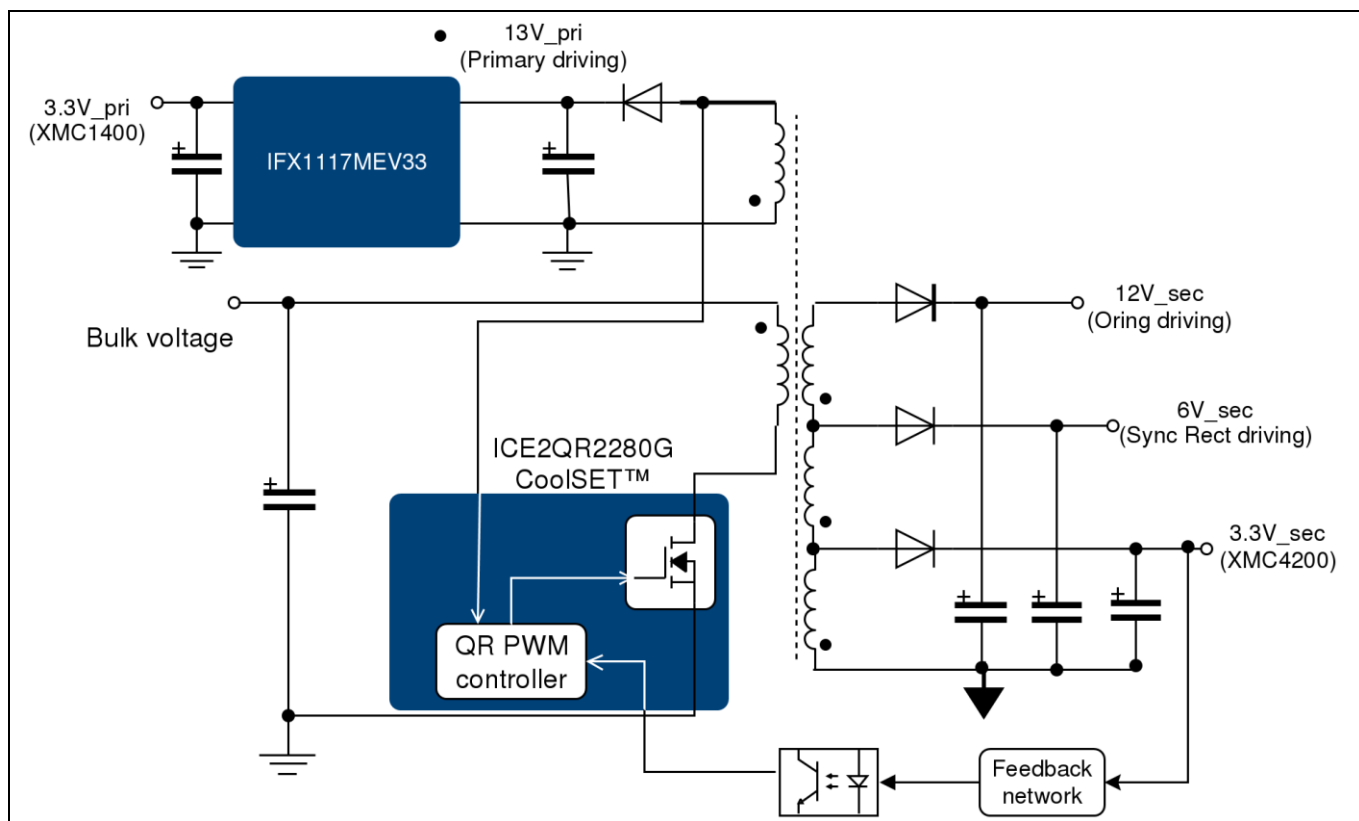 13V_pri
(Primary driving)
3.3V_pri
(XMC1400)
IFX1117MEV33
+
+
Bulk voltage
12V_sec
(Oring driving)
6V_sec
(Sync Rect driving)
ICE2QR2280G
CoolSET™
+
3.3V_sec
(XMC4200)
+
+
+
QR PWM
controller
Feedback
network